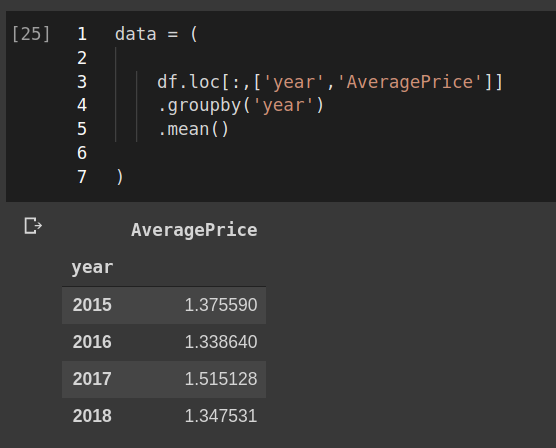 [25] 1 data = (
2
3 df.loc[:,['year','AveragePrice']]
4 .groupby('year')
5 .mean()
6
7 )
AveragePrice
year
2015 1.375590
2016 1.338640
2017 1.515128
2018 1.347531